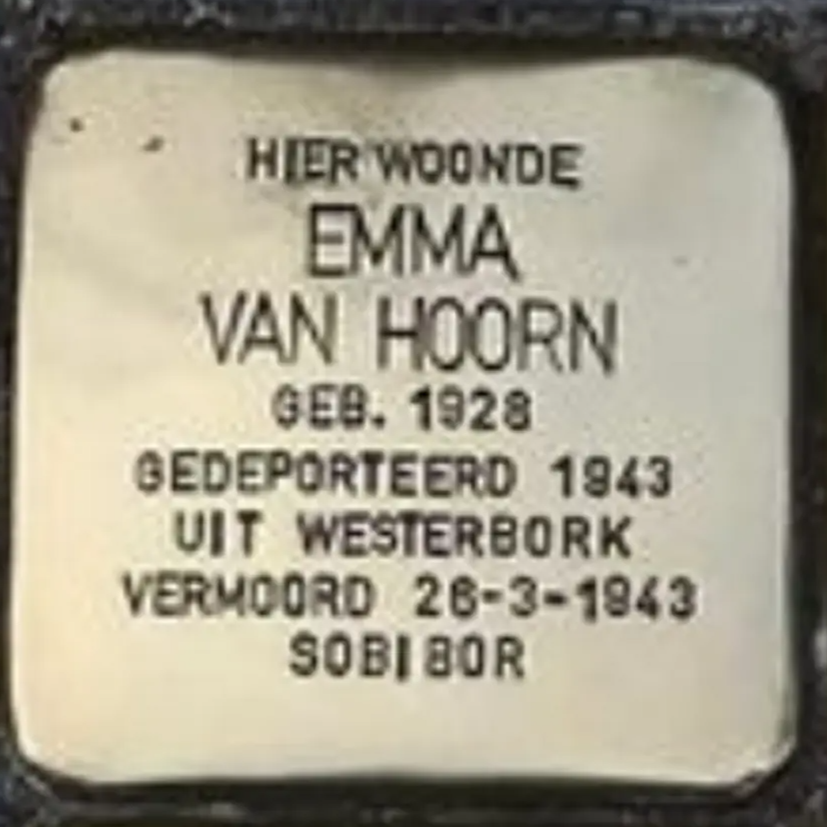 HIER WOONDE
EMMA
VAN HOORN
GEB. 1928
GEDEPORTEERD 1943
UIT WESTERBORK
VERMOORD 26-3-1943
SOBIBOR